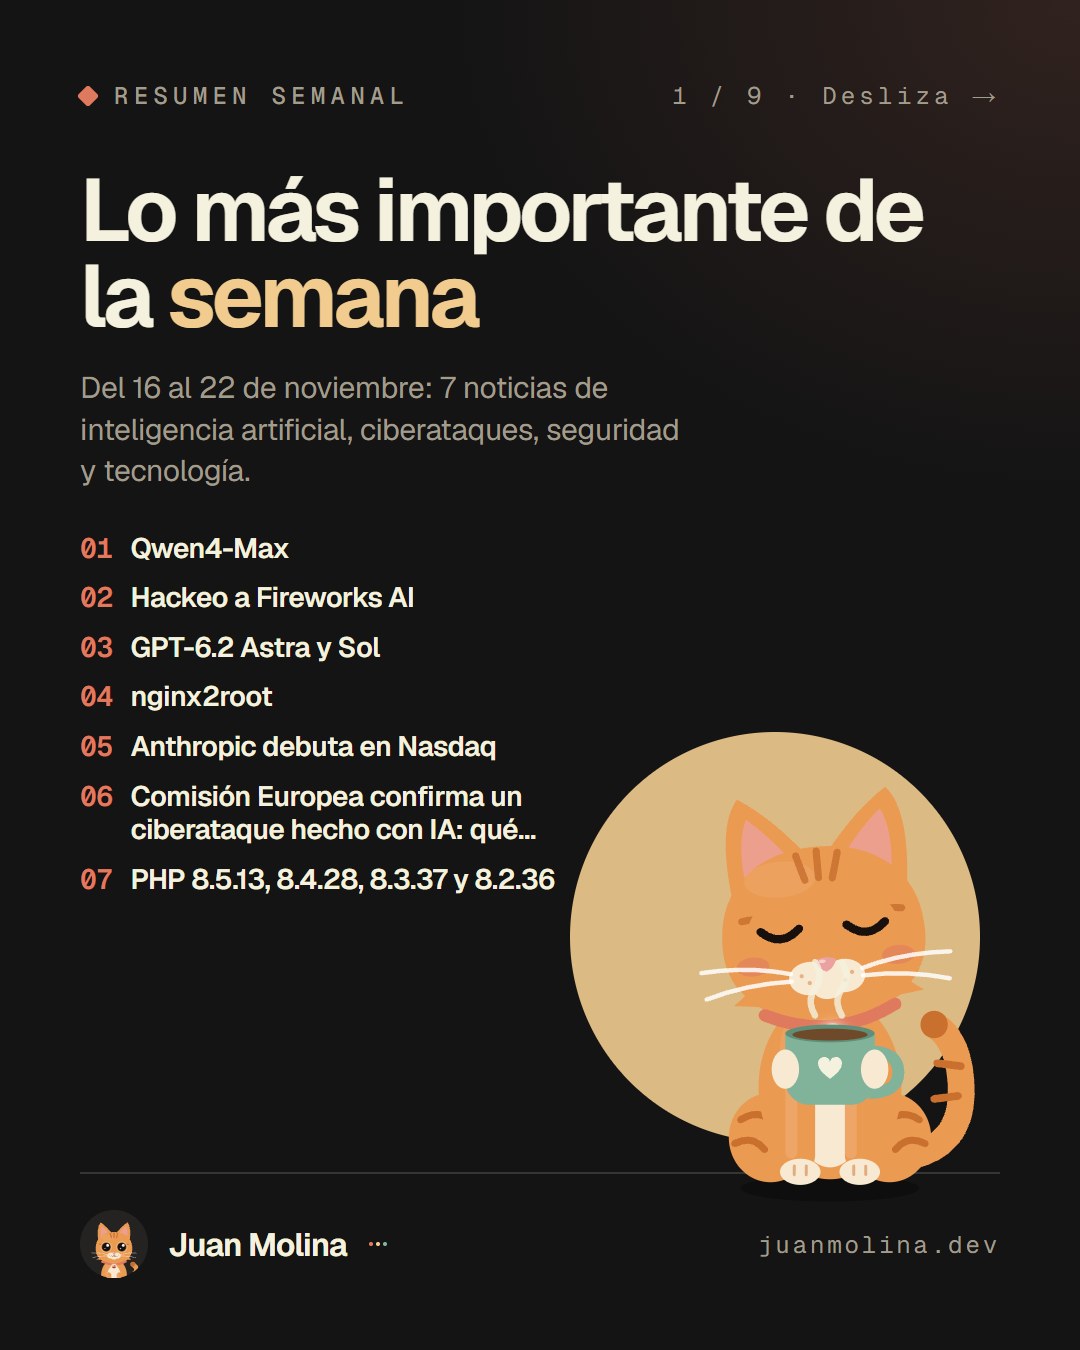 RESUMEN SEMANAL
1 / 9 · Desliza →
Lo más importante de
la semana
Del 16 al 22 de noviembre: 7 noticias de
inteligencia artificial, ciberataques, seguridad
y tecnología.
01 Qwen4-Max
02 Hackeo a Fireworks AI
03 GPT-6.2 Astra y Sol
04 nginx2root
05 Anthropic debuta en Nasdaq
06 Comisión Europea confirma un
ciberataque hecho con IA: qué...
07 PHP 8.5.13, 8.4.28, 8.3.37 y 8.2.36
Juan Molina
juanmolina.dev